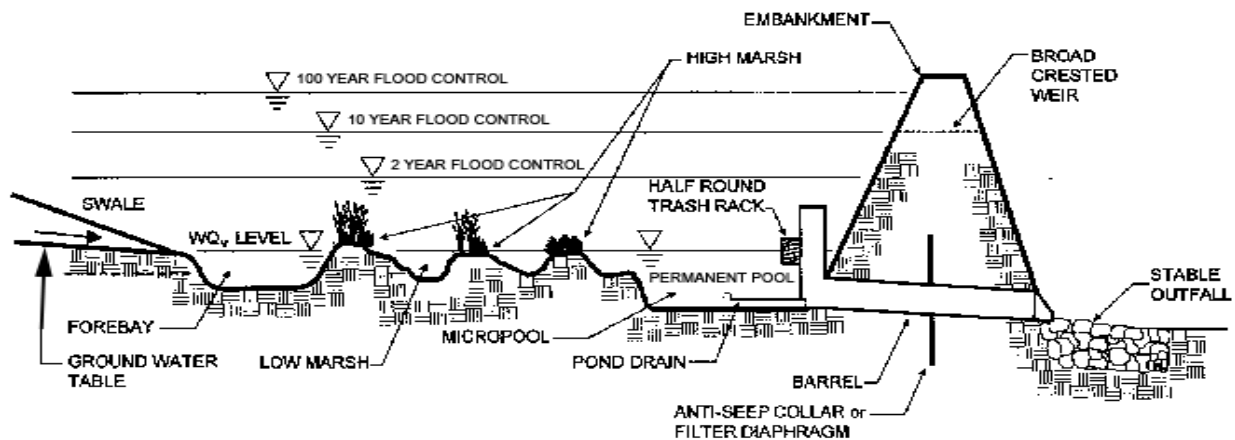 EMBANKMENT
HIGH MARSH
BROAD
CRESTED
WEIR
100 YEAR FLOOD CONTROL
10 YEAR FLOOD CONTROL
2 YEAR FLOOD CONTROL
HALF ROUND
TRASH RACK
SWALE
WQᵥ LEVEL
PERMANENT POOL
STABLE
OUTFALL
FOREBAY
MICROPOOL
LOW MARSH
POND DRAIN
GROUND WATER
TABLE
BARREL
ANTI-SEEP COLLAR or
FILTER DIAPHRAGM